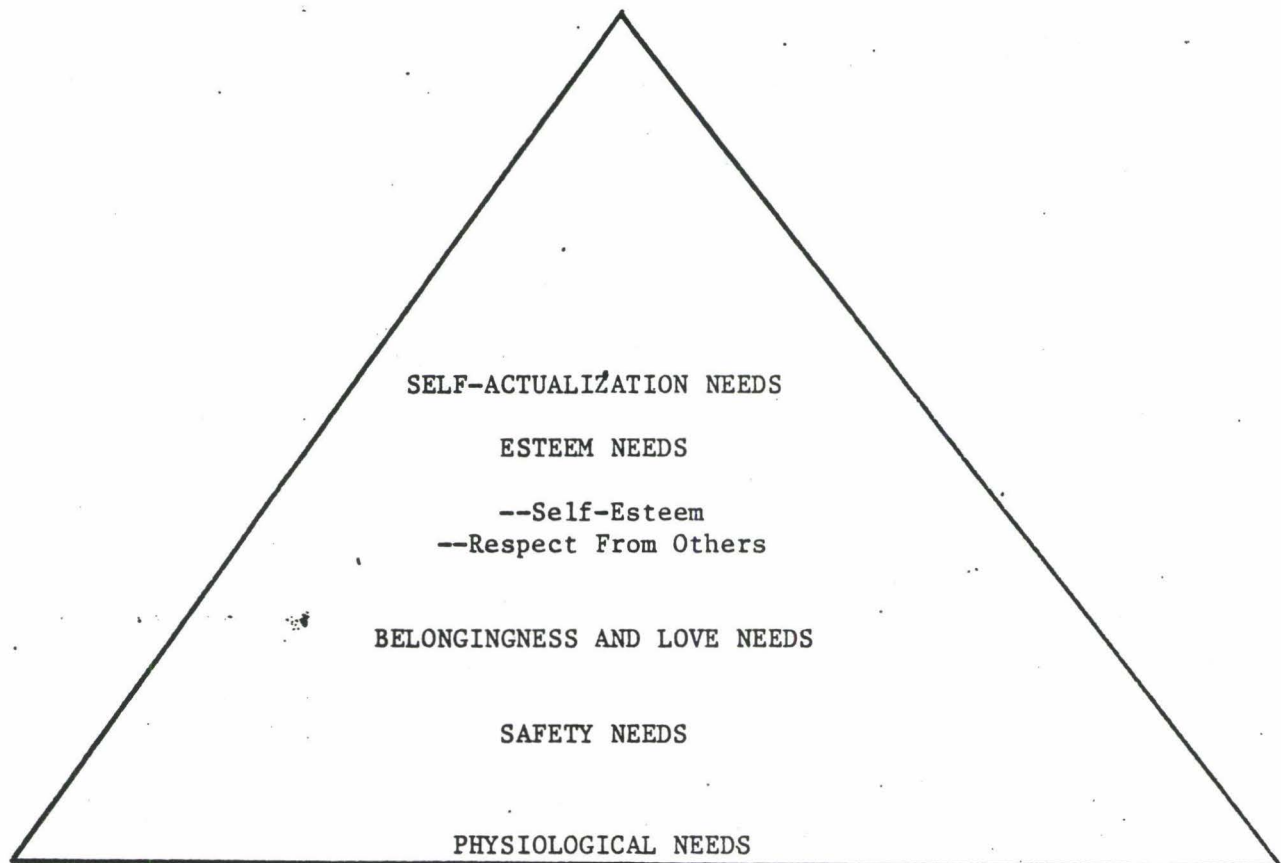 SELF-ACTUALIZATION NEEDS
ESTEEM NEEDS
--Self-Esteem
--Respect From Others
BELONGINGNESS AND LOVE NEEDS
SAFETY NEEDS
PHYSIOLOGICAL NEEDS